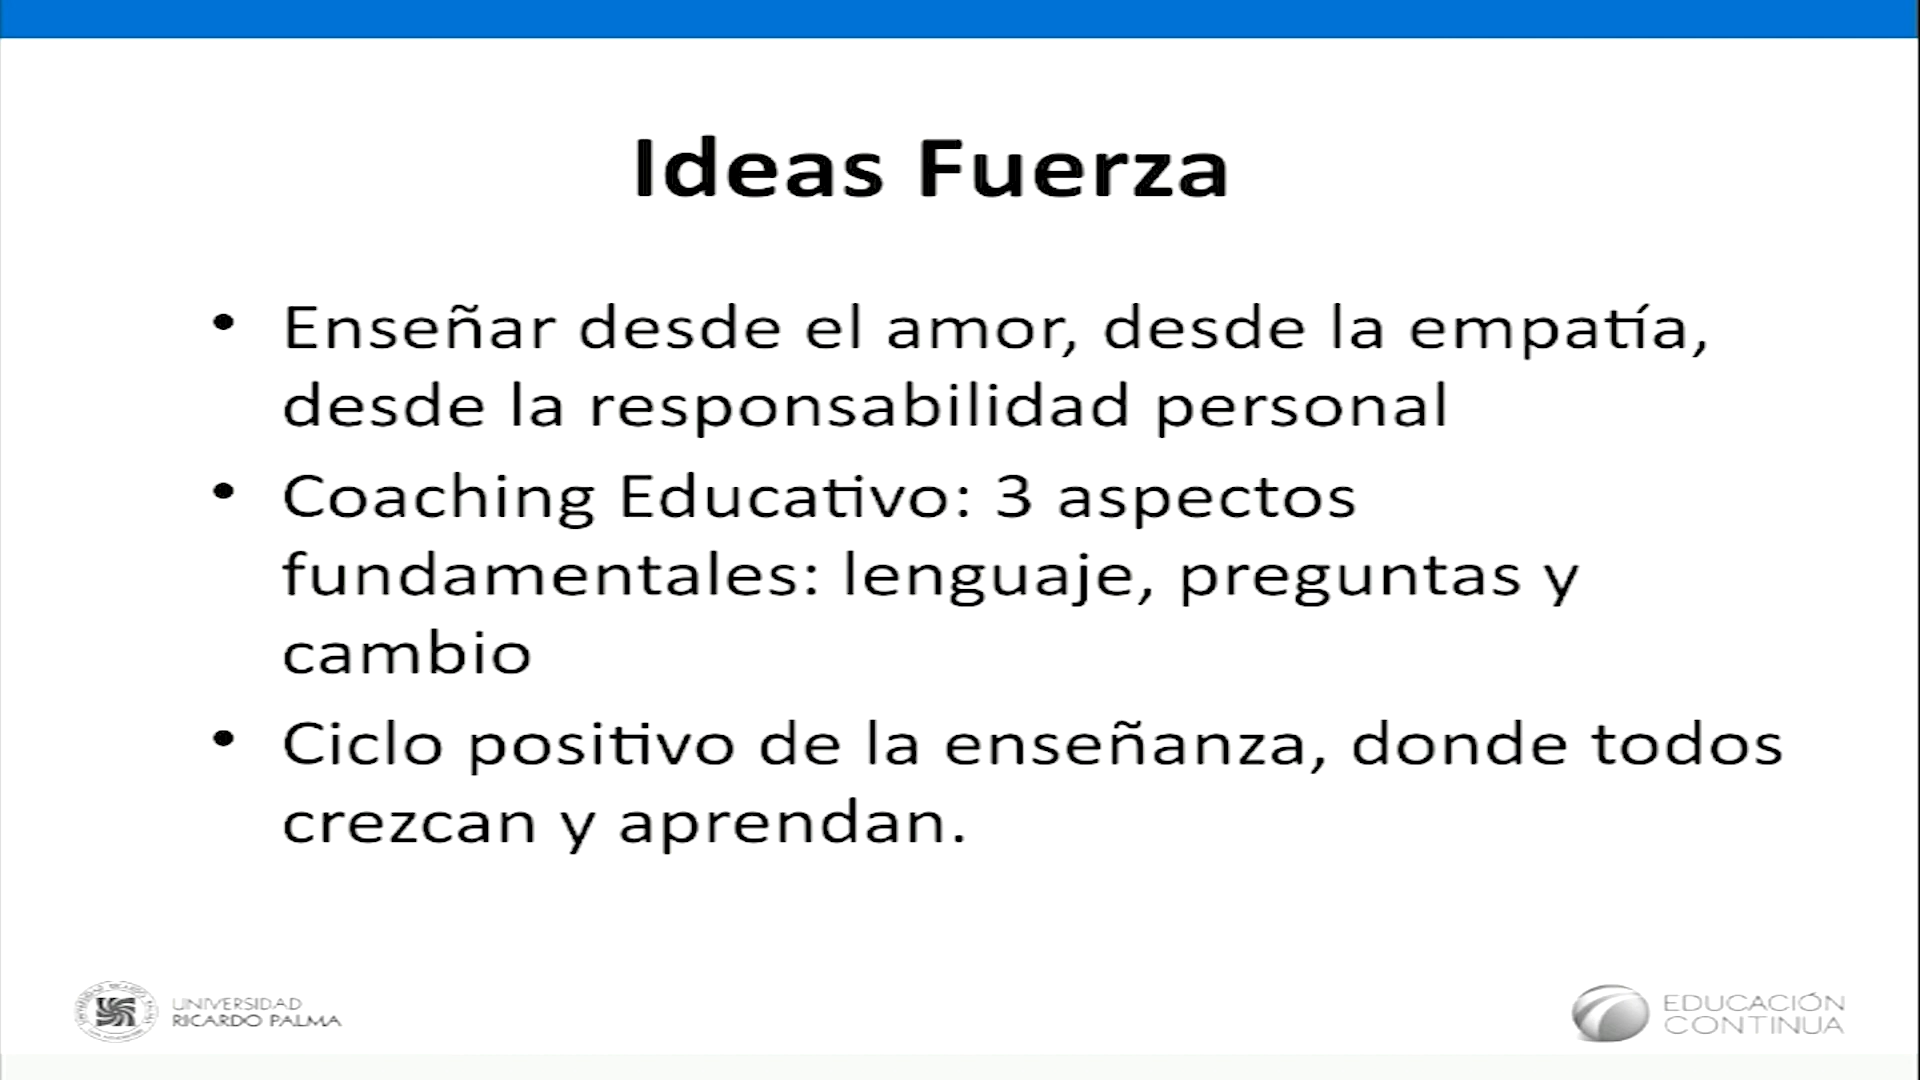 Ideas Fuerza
• Enseñar desde el amor, desde la empatía,
desde la responsabilidad personal
• Coaching Educativo: 3 aspectos
fundamentales: lenguaje, preguntas y
cambio
• Ciclo positivo de la enseñanza, donde todos
crezcan y aprendan.
UNIVERSIDAD
RICARDO PALMA
EDUCACIÓN
CONTINUA